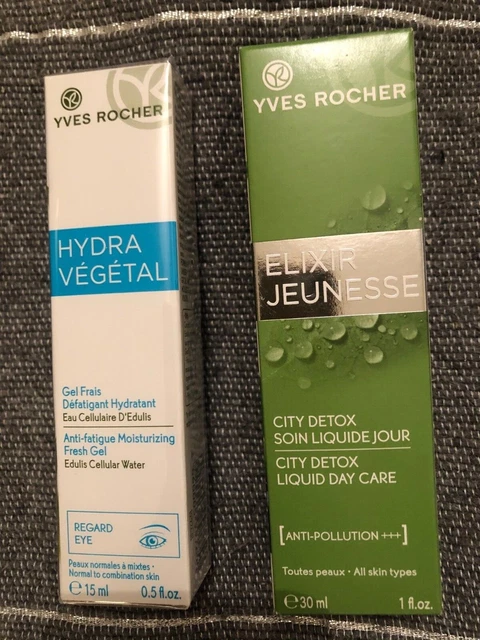 YVES ROCHER
HYDRA
VÉGÉTAL
Gel Frais
Défatigant Hydratant
Eau Cellulaire D'Edulis
Anti-fatigue Moisturizing
Fresh Gel
Edulis Cellular Water
REGARD
EYE
Peaux normales à mixtes •
Normal to combination skin
℮ 15 ml 0.5 fl.oz.
YVES ROCHER
ELIXIR
JEUNESSE
CITY DETOX
SOIN LIQUIDE JOUR
CITY DETOX
LIQUID DAY CARE
[ANTI-POLLUTION +++]
Toutes peaux • All skin types
℮ 30 ml 1 fl.oz.